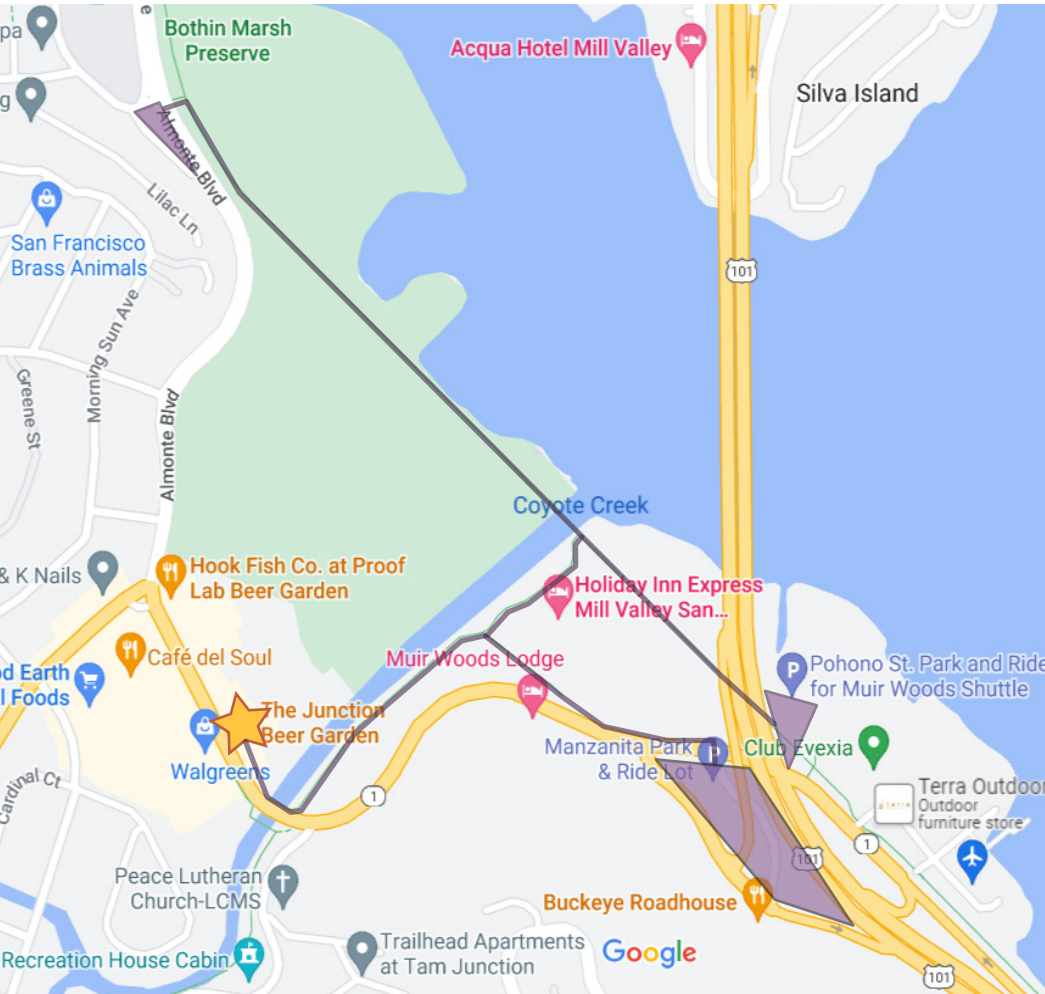 pa
e
Bothin Marsh
Preserve
Acqua Hotel Mill Valley
Silva Island
g
Almonte Blvd
Lilac Ln
San Francisco
Brass Animals
101
Morning Sun Ave
Greene St
Almonte Blvd
Coyote Creek
& K Nails
Hook Fish Co. at Proof
Lab Beer Garden
Holiday Inn Express
Mill Valley San...
Café del Soul
Muir Woods Lodge
P
Pohono St. Park and Ride
for Muir Woods Shuttle
od Earth
l Foods
The Junction
Beer Garden
Manzanita Park
& Ride Lot
P
Club Evexia
Walgreens
Cardinal Ct
1
Terra Outdoor
Outdoor
furniture store
terra
1
101
Peace Lutheran
Church-LCMS
Buckeye Roadhouse
Trailhead Apartments
at Tam Junction
Google
Recreation House Cabin
101